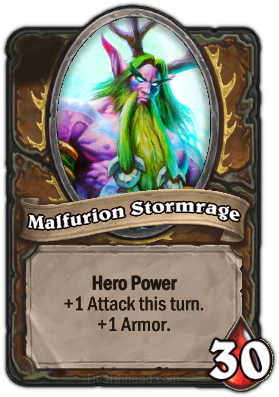 Malfurion Stormrage
Hero Power
+1 Attack this turn.
+1 Armor.
30